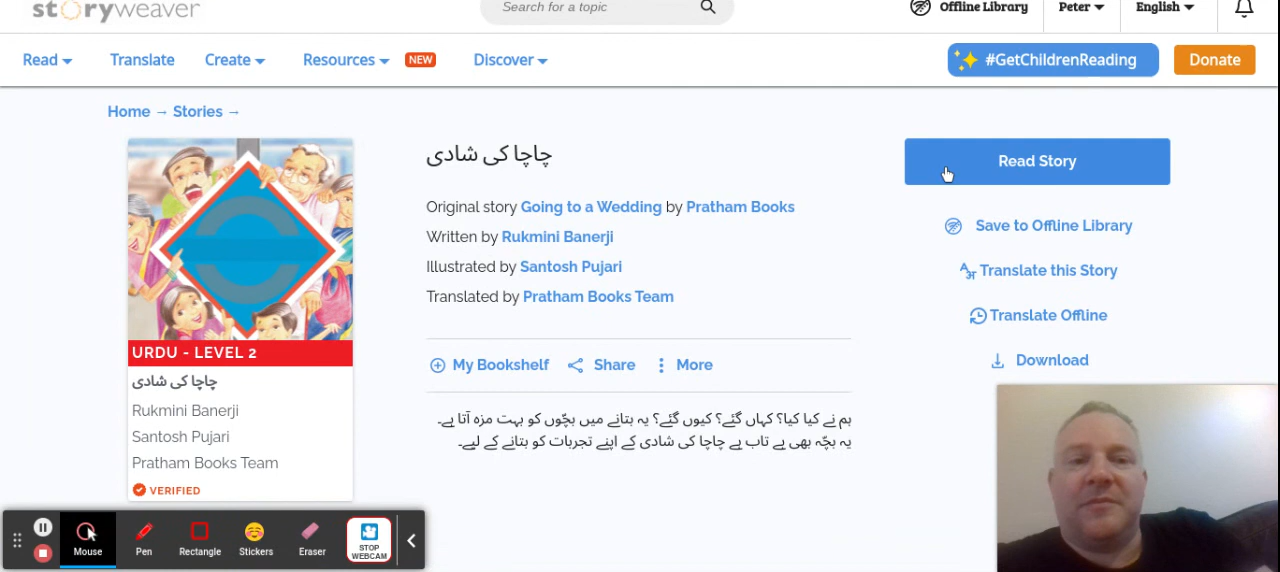 storyweaver
Search for a topic
Offline Library
Peter
English
Read
Translate
Create
Resources
NEW
Discover
#GetChildrenReading
Donate
Home → Stories →
چاچا کی شادی
Original story Going to a Wedding by Pratham Books
Written by Rukmini Banerji
Illustrated by Santosh Pujari
Translated by Pratham Books Team
My Bookshelf
Share
More
ہم نے کیا کیا؟ کہاں گئے؟ کیوں گئے؟ یہ بتانے میں بچّوں کو بہت مزہ آتا ہے۔
یہ بچّہ بھی بے تاب ہے چاچا کی شادی کے اپنے تجربات کو بتانے کے لیے۔
Read Story
Save to Offline Library
Translate this Story
Translate Offline
Download
URDU - LEVEL 2
چاچا کی شادی
Rukmini Banerji
Santosh Pujari
Pratham Books Team
VERIFIED
Mouse
Pen
Rectangle
Stickers
Eraser
STOP
WEBCAM